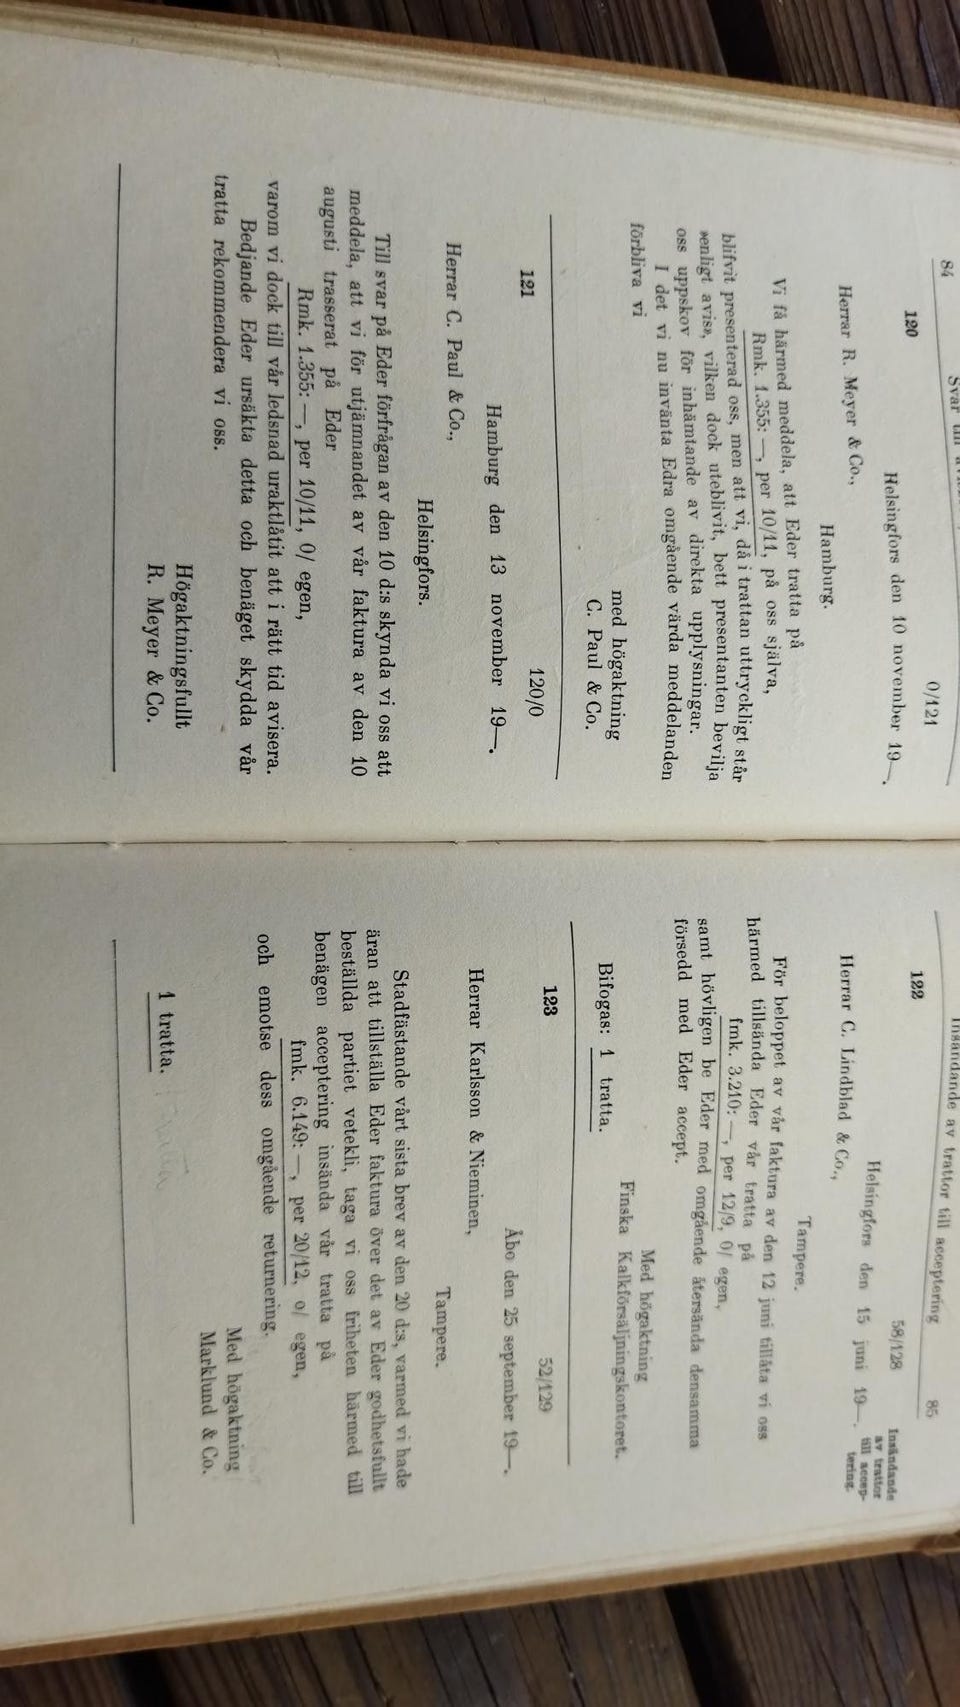 84
Svar till
120
0/121
Helsingfors den 10 november 19—.
Herrar R. Meyer & Co.,
Hamburg.
Vi få härmed meddela, att Eder tratta på
Rmk. 1.355: —, per 10/11, på oss själva,
blifvit presenterad oss, men att vi, då i trattan uttryckligt står
»enligt avis», vilken dock uteblivit, bett presentanten bevilja
oss uppskov för inhämtande av direkta upplysningar.
I det vi nu invänta Edra omgående värda meddelanden
förbliva vi
med högaktning
C. Paul & Co.
121
120/0
Hamburg den 13 november 19—.
Herrar C. Paul & Co.,
Helsingfors.
Till svar på Eder förfrågan av den 10 d:s skynda vi oss att
meddela, att vi för utjämnandet av vår faktura av den 10
augusti trasserat på Eder
Rmk. 1.355: —, per 10/11, 0/ egen,
varom vi dock till vår ledsnad uraktlåtit att i rätt tid avisera.
Bedjande Eder ursäkta detta och benäget skydda vår
tratta rekommendera vi oss.
Högaktningsfullt
R. Meyer & Co.
Insändande av trattor till acceptering
85
122
58/128
Insändande
av trattor
till accep-
tering.
Helsingfors den 15 juni 19—.
Herrar C. Lindblad & Co.,
Tampere.
För beloppet av vår faktura av den 12 juni tillåta vi oss
härmed tillsända Eder vår tratta på
fmk. 3.210: —, per 12/9, 0/ egen,
samt hövligen be Eder med omgående återsända densamma
försedd med Eder accept.
Med högaktning
Finska Kalkförsäljningskontoret.
Bifogas: 1 tratta.
123
52/129
Åbo den 25 september 19—.
Herrar Karlsson & Nieminen,
Tampere.
Stadfästande vårt sista brev av den 20 d:s, varmed vi hade
äran att tillställa Eder faktura över det av Eder godhetsfullt
beställda partiet vetekli, taga vi oss friheten härmed till
benägen acceptering insända vår tratta på
fmk. 6.149: —, per 20/12, o/ egen,
och emotse dess omgående returnering.
Med högaktning
Marklund & Co.
1 tratta.